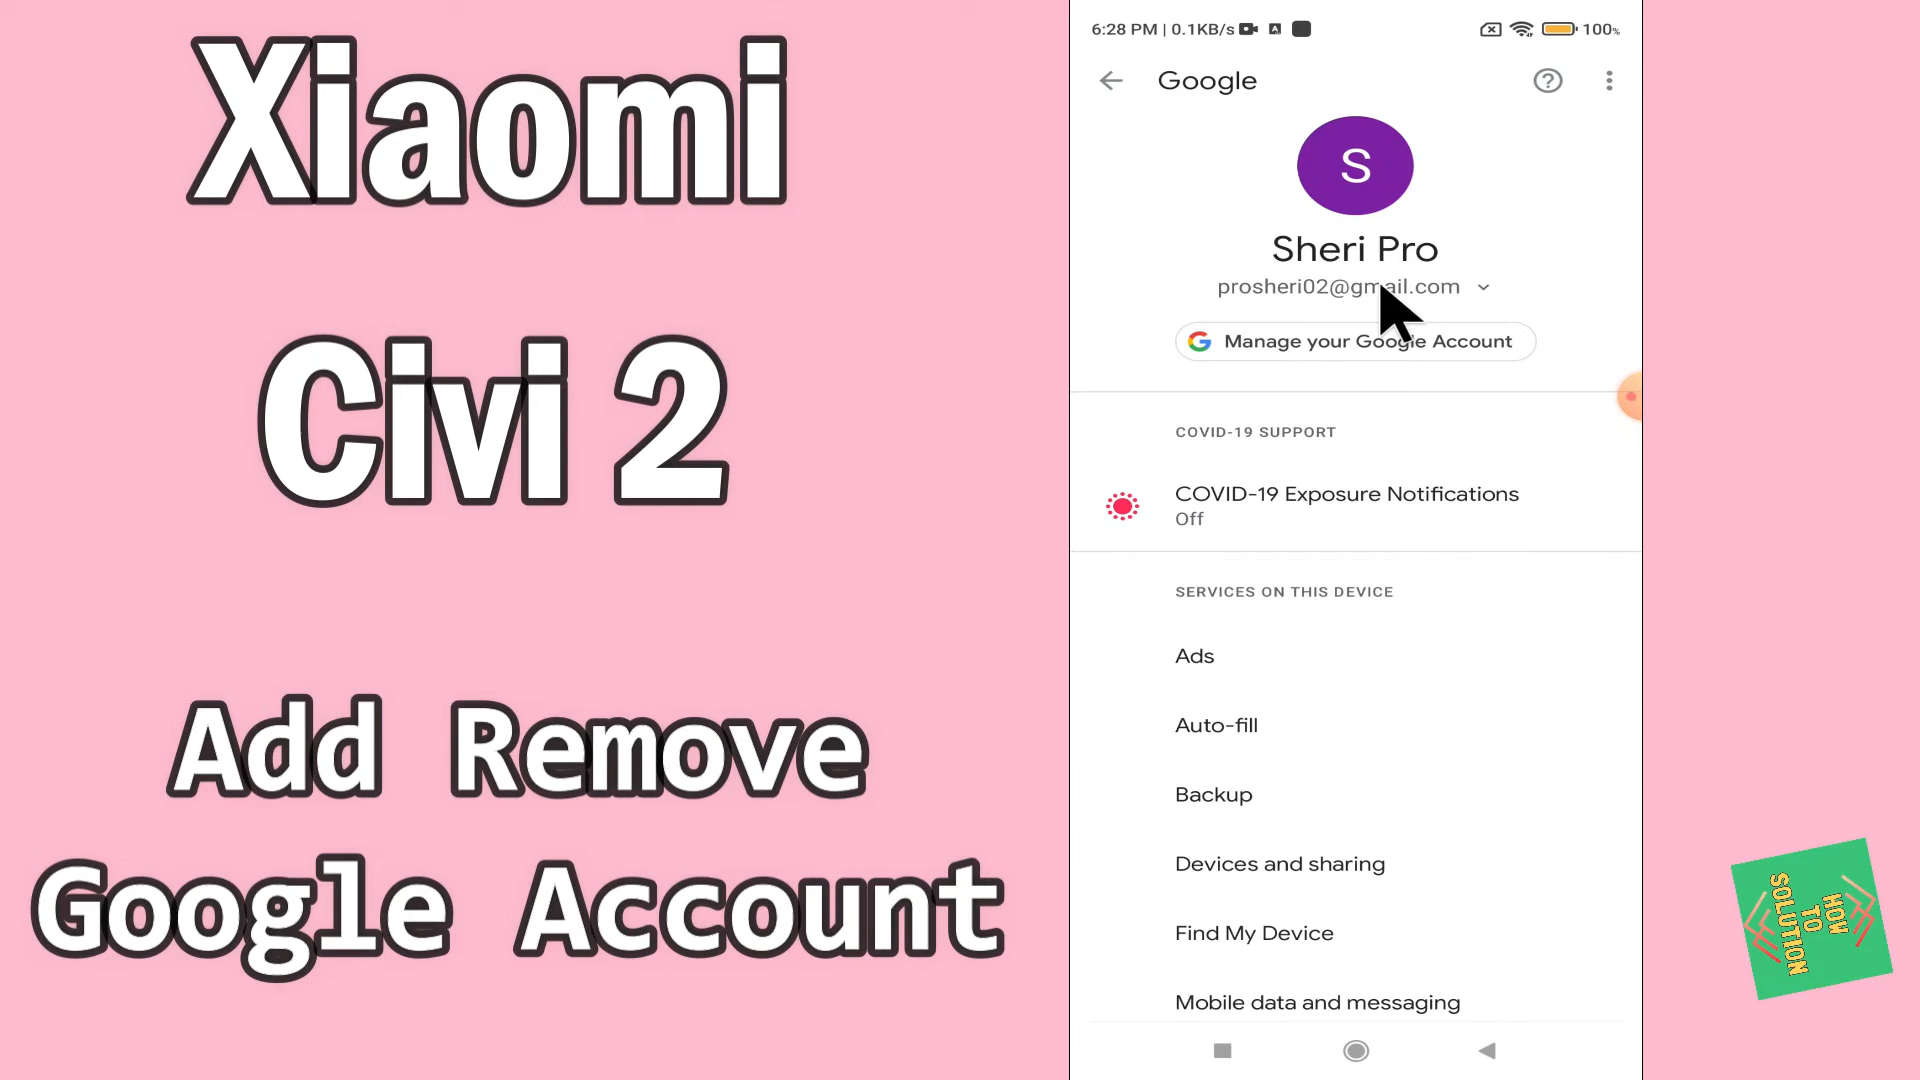 Xiaomi
Civi 2
Add Remove
Google Account
6:28 PM | 0.1KB/s
A
100%
Google
S
Sheri Pro
prosheri02@gmail.com
Manage your Google Account
COVID-19 SUPPORT
COVID-19 Exposure Notifications
Off
SERVICES ON THIS DEVICE
Ads
Auto-fill
Backup
Devices and sharing
Find My Device
Mobile data and messaging
HOW
TO
SOLUTION